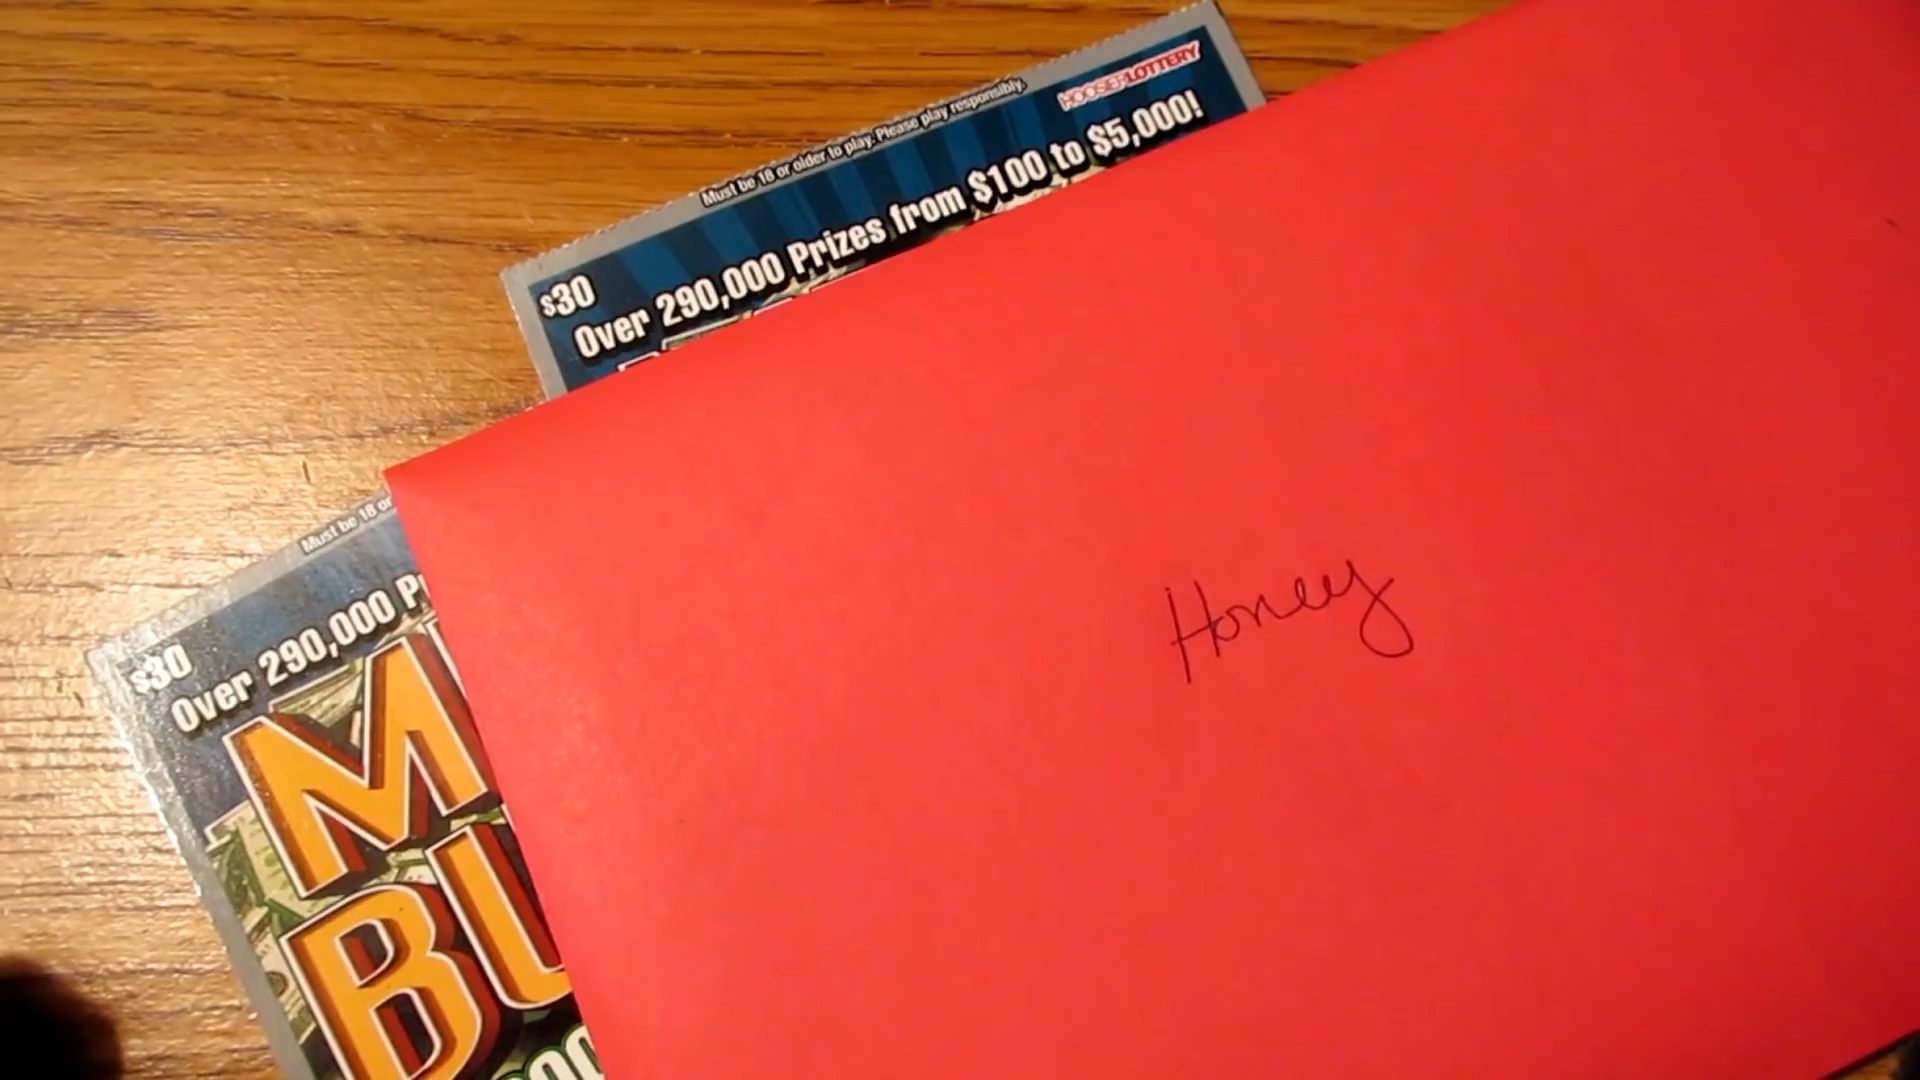 HOOSIER LOTTERY
Must be 18 or older to play. Please play responsibly.
$30
Over 290,000 Prizes from $100 to $5,000!
Must be 18 or
$30
Over 290,000 P
M
BU
Honey